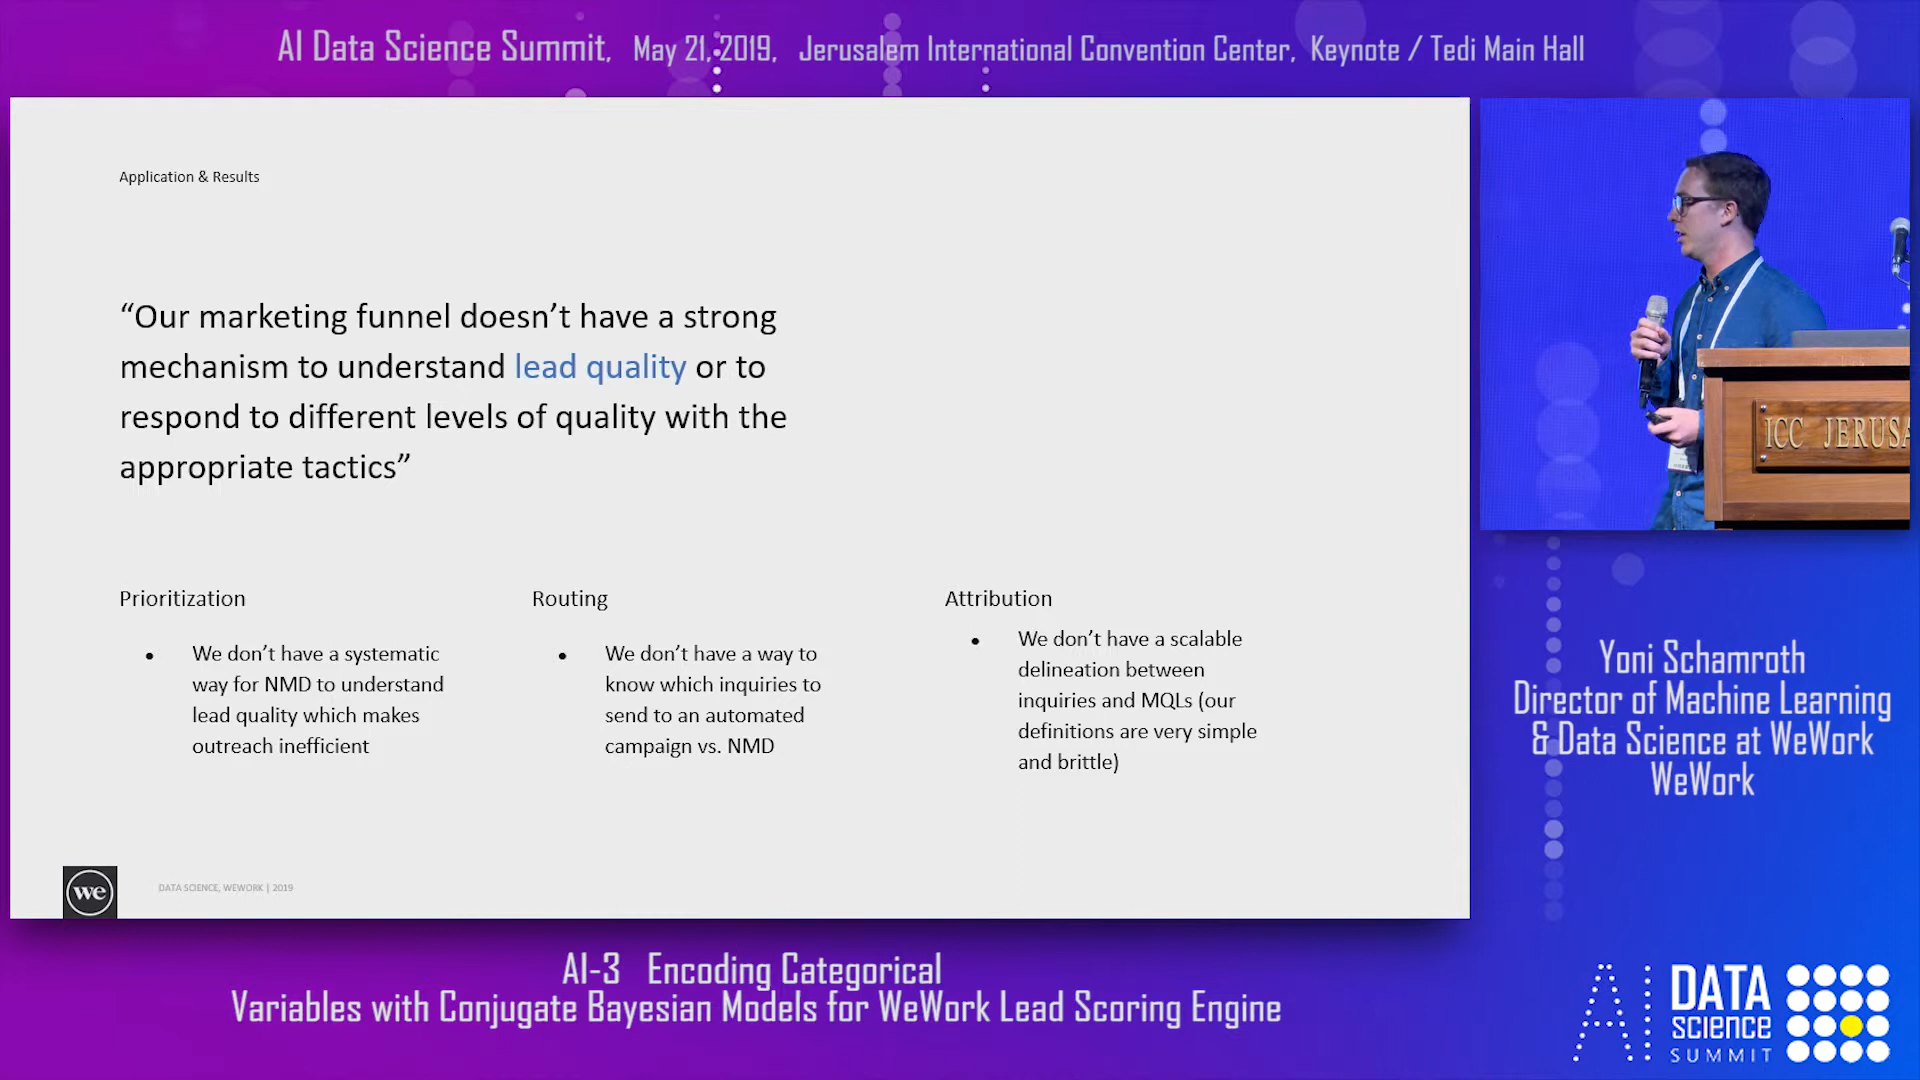 AI Data Science Summit, May 21, 2019, Jerusalem International Convention Center, Keynote / Tedi Main Hall
Application & Results
“Our marketing funnel doesn’t have a strong
mechanism to understand lead quality or to
respond to different levels of quality with the
appropriate tactics”
Prioritization
• We don’t have a systematic
way for NMD to understand
lead quality which makes
outreach inefficient
Routing
• We don’t have a way to
know which inquiries to
send to an automated
campaign vs. NMD
Attribution
• We don’t have a scalable
delineation between
inquiries and MQLs (our
definitions are very simple
and brittle)
we
DATA SCIENCE, WEWORK | 2019
ICC JERUSA
Yoni Schamroth
Director of Machine Learning
& Data Science at WeWork
WeWork
AI-3 Encoding Categorical
Variables with Conjugate Bayesian Models for WeWork Lead Scoring Engine
AI DATA
SCIENCE
SUMMIT